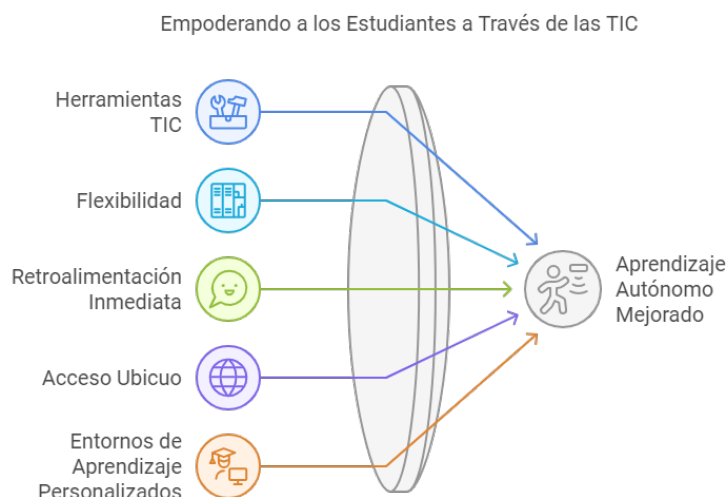 Empoderando a los Estudiantes a Través de las TIC
Herramientas
TIC
Flexibilidad
Retroalimentación
Inmediata
Acceso Ubicuo
Entornos de
Aprendizaje
Personalizados
Aprendizaje
Autónomo
Mejorado